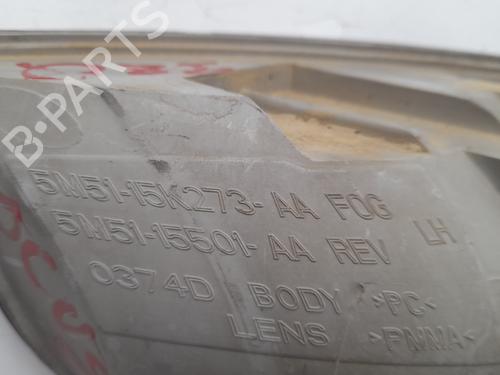 B-PARTS
5M51-15K273-AA FOG
5M51-15501-AA REV LH
0374D BODY >PC<
LENS >PMMA<